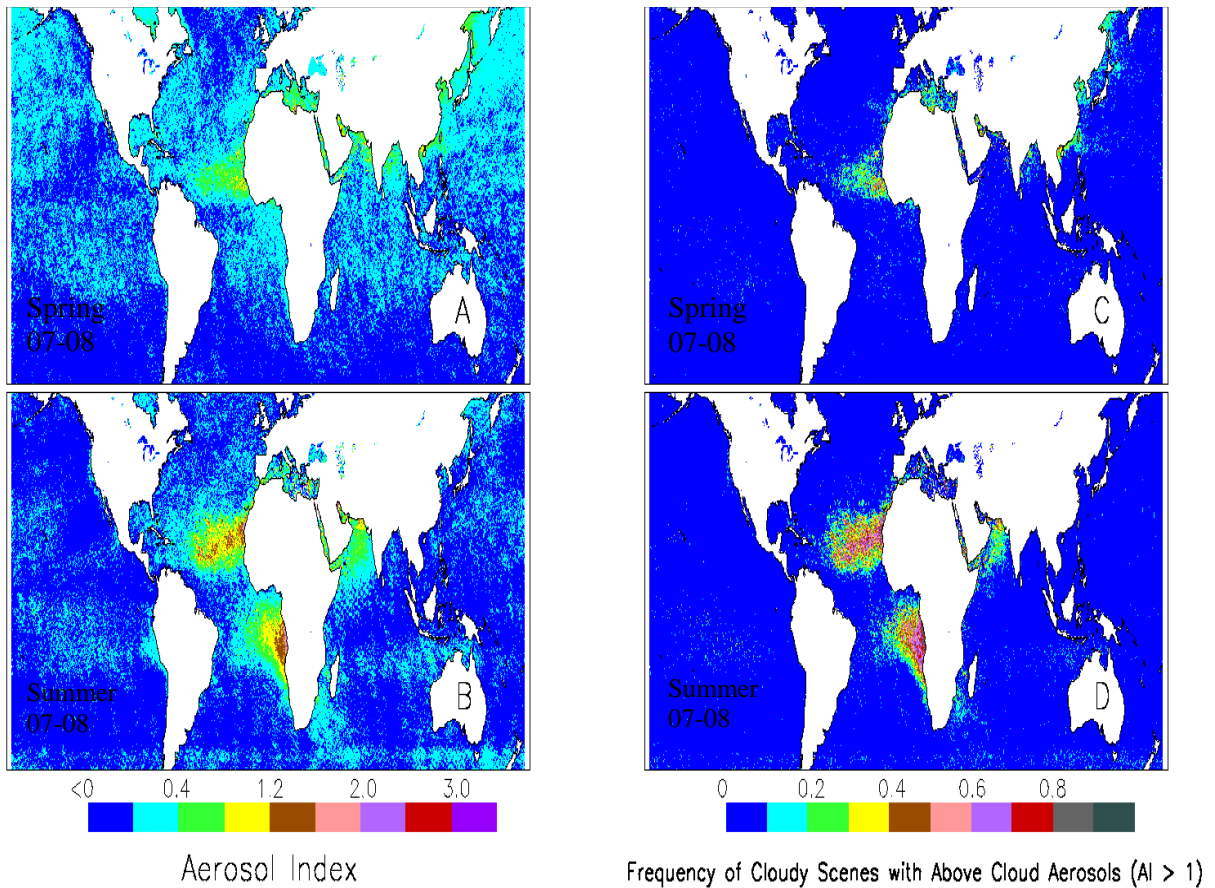 Spring
07-08
A
Spring
07-08
C
Summer
07-08
B
Summer
07-08
D
<0 0.4 1.2 2.0 3.0
Aerosol Index
0 0.2 0.4 0.6 0.8
Frequency of Cloudy Scenes with Above Cloud Aerosols (AI > 1)